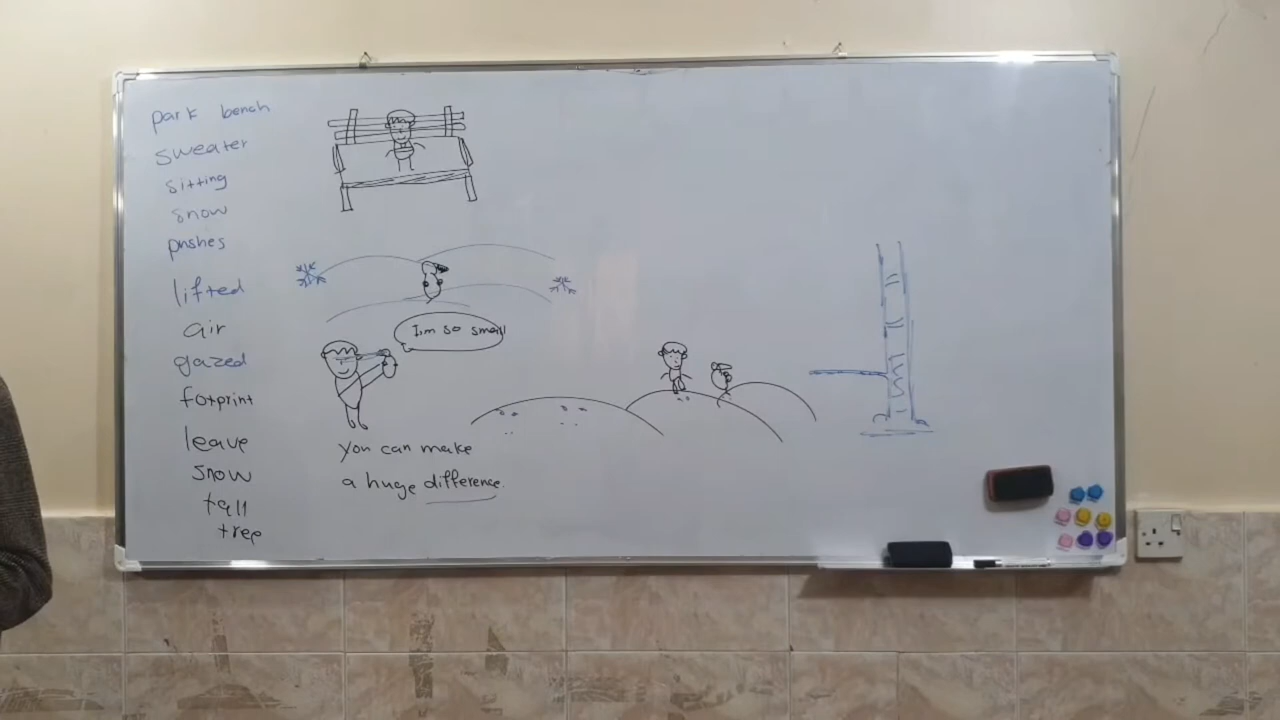 park bench
sweater
sitting
snow
pushes
lifted
air
gazed
fotprint
leave
snow
tall
tree
I,m so small
you can make
a huge difference.